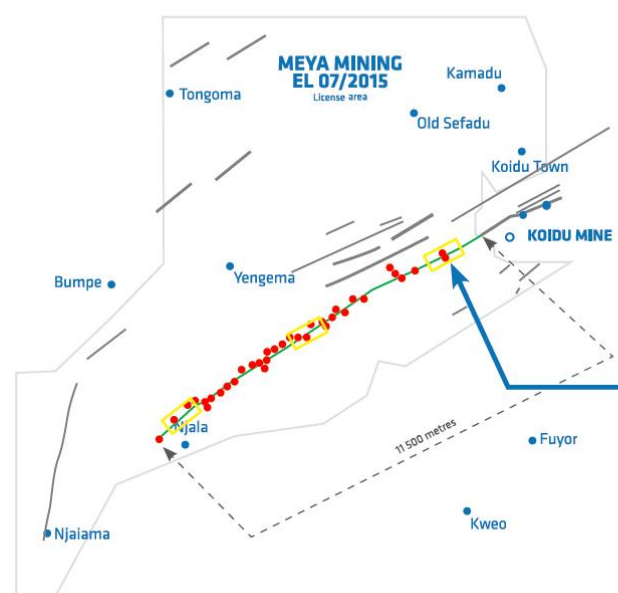 MEYA MINING
EL 07/2015
License area
Kamadu
Tongoma
Old Sefadu
Koidu Town
KOIDU MINE
Yengema
Bumpe
Njala
11 500 metres
Fuyor
Kweo
Njaiama